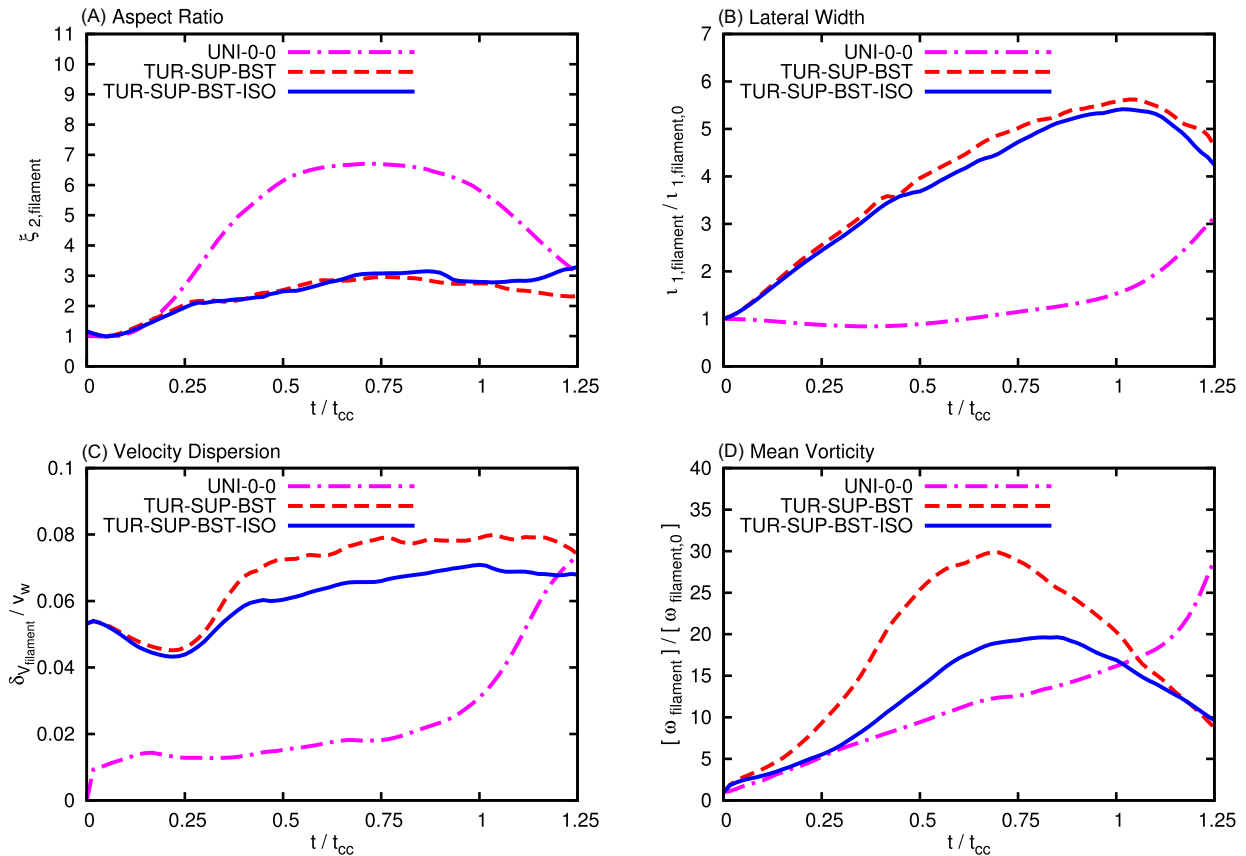 (A) Aspect Ratio
11
10
9
8
7
6
5
4
3
2
1
0
ξ 2,filament
UNI-0-0
TUR-SUP-BST
TUR-SUP-BST-ISO
0 0.25 0.5 0.75 1 1.25
t / tcc
(B) Lateral Width
7
6
5
4
3
2
1
0
ι 1,filament / ι 1,filament,0
UNI-0-0
TUR-SUP-BST
TUR-SUP-BST-ISO
0 0.25 0.5 0.75 1 1.25
t / tcc
(C) Velocity Dispersion
0.1
0.08
0.06
0.04
0.02
0
δVfilament / vw
UNI-0-0
TUR-SUP-BST
TUR-SUP-BST-ISO
0 0.25 0.5 0.75 1 1.25
t / tcc
(D) Mean Vorticity
40
35
30
25
20
15
10
5
0
[ ω filament ] / [ ω filament,0 ]
UNI-0-0
TUR-SUP-BST
TUR-SUP-BST-ISO
0 0.25 0.5 0.75 1 1.25
t / tcc